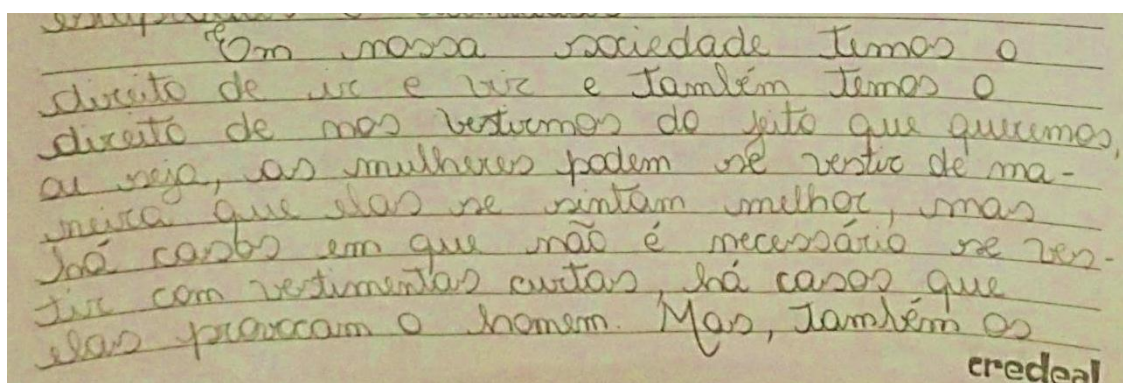 Em nossa sociedade temos o
direito de ir e vir e também temos o
direito de nos vestirmos do jeito que queremos,
ou seja, as mulheres podem se vestir de ma-
neira que elas se sintam melhor, mas
há casos em que não é necessário se ves-
tir com vestimentas curtas, há casos que
elas provocam o homem. Mas, também os
credeal